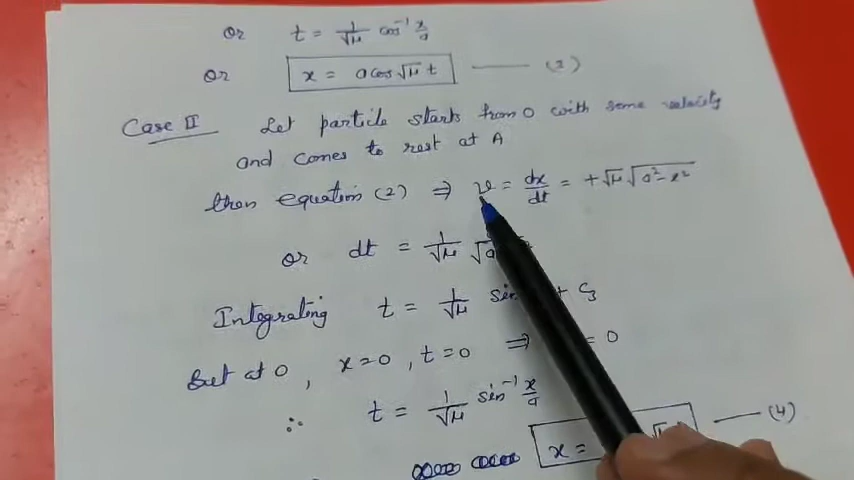 or t = 1/√μ cos⁻¹ x/a
or x = a cos √μ t —— (3)
Case II Let particle starts from O with some velocity
and comes to rest at A
then equation (2) ⇒ v = dx/dt = +√μ √a²-x²
or dt = 1/√μ
Integrating t = 1/√μ + C₃
But at O, x=0, t=0 ⇒ = 0
∴ t = 1/√μ sin⁻¹ x/a
x = —— (4)